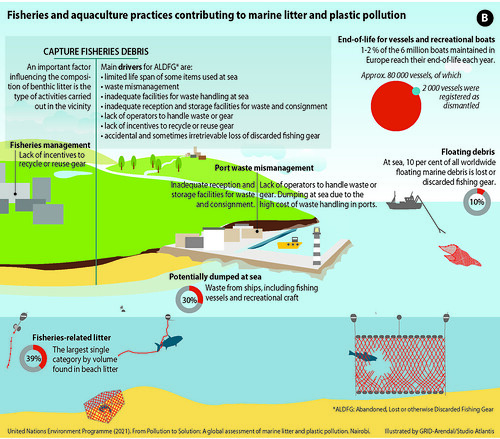 Fisheries and aquaculture practices contributing to marine litter and plastic pollution
B
CAPTURE FISHERIES DEBRIS
An important factor
influencing the compo-
sition of benthic litter is the
type of activities carried
out in the vicinity
Main drivers for ALDFG* are:
• limited life span of some items used at sea
• waste mismanagement
• inadequate facilities for waste handling at sea
• inadequate reception and storage facilities for waste and consignment
• lack of operators to handle waste or gear
• lack of incentives to recycle or reuse gear
• accidental and sometimes irretrievable loss of discarded fishing gear
End-of-life for vessels and recreational boats
1-2 % of the 6 million boats maintained in
Europe reach their end-of-life each year.
Approx. 80 000 vessels, of which
2 000 vessels were
registered as
dismantled
Fisheries management
Lack of incentives to
recycle or reuse gear
Floating debris
At sea, 10 per cent of all worldwide
floating marine debris is lost or
discarded fishing gear.
10%
Port waste mismanagement
Inadequate reception and
storage facilities for waste
and consignment.
Lack of operators to handle waste or
gear. Dumping at sea due to the
high cost of waste handling in ports.
Potentially dumped at sea
30%
Waste from ships, including fishing
vessels and recreational craft
Fisheries-related litter
39%
The largest single
category by volume
found in beach litter
*ALDFG: Abandoned, Lost or otherwise Discarded Fishing Gear
United Nations Environment Programme (2021). From Pollution to Solution: A global assessment of marine litter and plastic pollution. Nairobi.
Illustrated by GRID-Arendal/Studio Atlantis